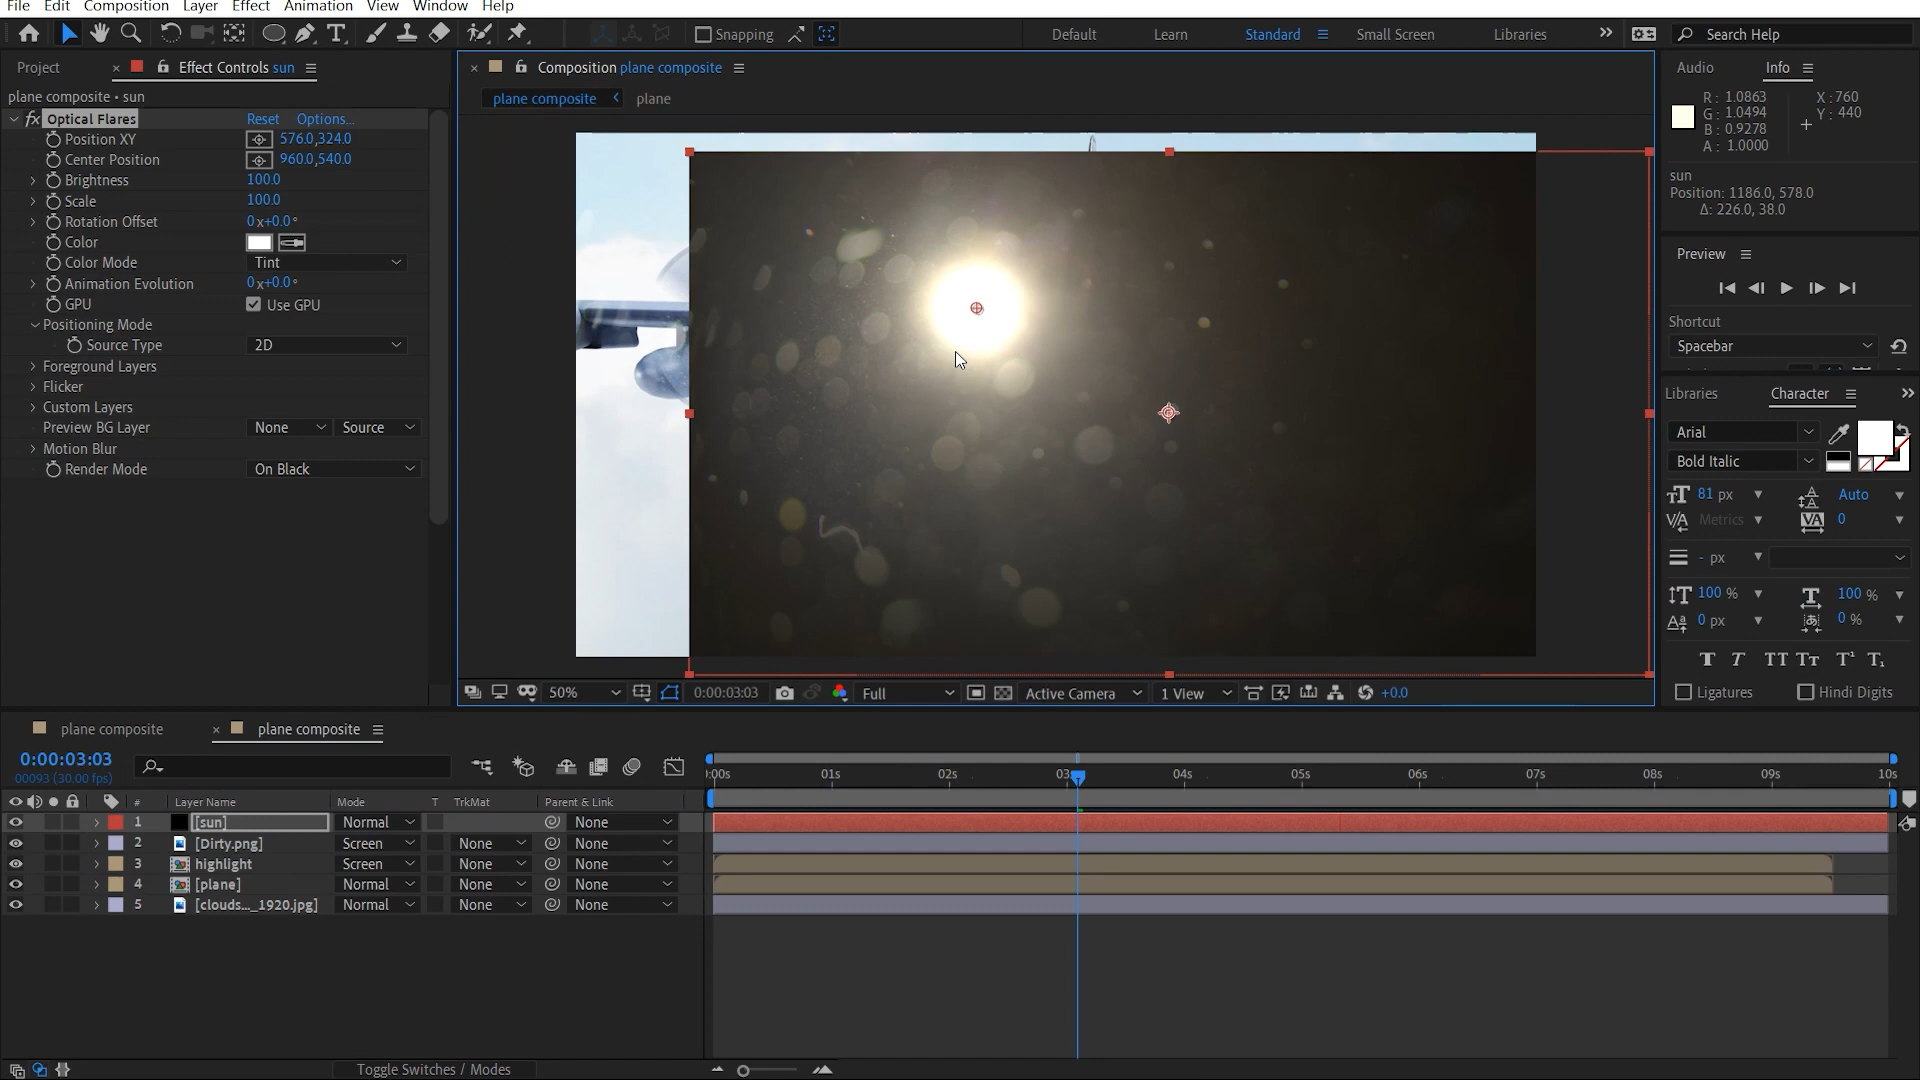 File Edit Composition Layer Effect Animation View Window Help
Snapping
Default Learn Standard Small Screen Libraries Search Help
Project Effect Controls sun
plane composite • sun
fx Optical Flares Reset Options...
Position XY 576.0,324.0
Center Position 960.0,540.0
Brightness 100.0
Scale 100.0
Rotation Offset 0x+0.0°
Color
Color Mode Tint
Animation Evolution 0x+0.0°
GPU Use GPU
Positioning Mode
Source Type 2D
Foreground Layers
Flicker
Custom Layers
Preview BG Layer None Source
Motion Blur
Render Mode On Black
Composition plane composite
plane composite plane
50% 0:00:03:03 Full Active Camera 1 View +0.0
Audio Info
R: 1.0863 X:760
G: 1.0494 Y: 440
B: 0.9278
A: 1.0000
sun
Position: 1186.0, 578.0
Δ: 226.0, 38.0
Preview
Shortcut
Spacebar
Libraries Character
Arial
Bold Italic
81 px Auto
Metrics 0
- px
100 % 100 %
0 px 0 %
T T TT Tт T¹ T₁
Ligatures Hindi Digits
plane composite plane composite
0:00:03:03
00093 (30.00 fps)
:00s 01s 02s 03 04s 05s 06s 07s 08s 09s 10s
# Layer Name Mode T TrkMat Parent & Link
1 [sun] Normal None
2 [Dirty.png] Screen None None
3 highlight Screen None None
4 [plane] Normal None None
5 [clouds..._1920.jpg] Normal None None
Toggle Switches / Modes